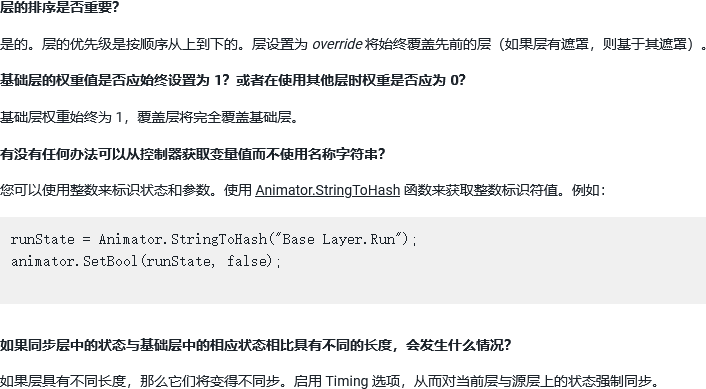 层的排序是否重要？
是的。层的优先级是按顺序从上到下的。层设置为 override 将始终覆盖先前的层（如果层有遮罩，则基于其遮罩）。
基础层的权重值是否应始终设置为 1？或者在使用其他层时权重是否应为 0？
基础层权重始终为 1，覆盖层将完全覆盖基础层。
有没有任何办法可以从控制器获取变量值而不使用名称字符串？
您可以使用整数来标识状态和参数。使用 Animator.StringToHash 函数来获取整数标识符值。例如：
runState = Animator.StringToHash("Base Layer.Run");
animator.SetBool(runState, false);
如果同步层中的状态与基础层中的相应状态相比具有不同的长度，会发生什么情况？
如果层具有不同长度，那么它们将变得不同步。启用 Timing 选项，从而对当前层与源层上的状态强制同步。